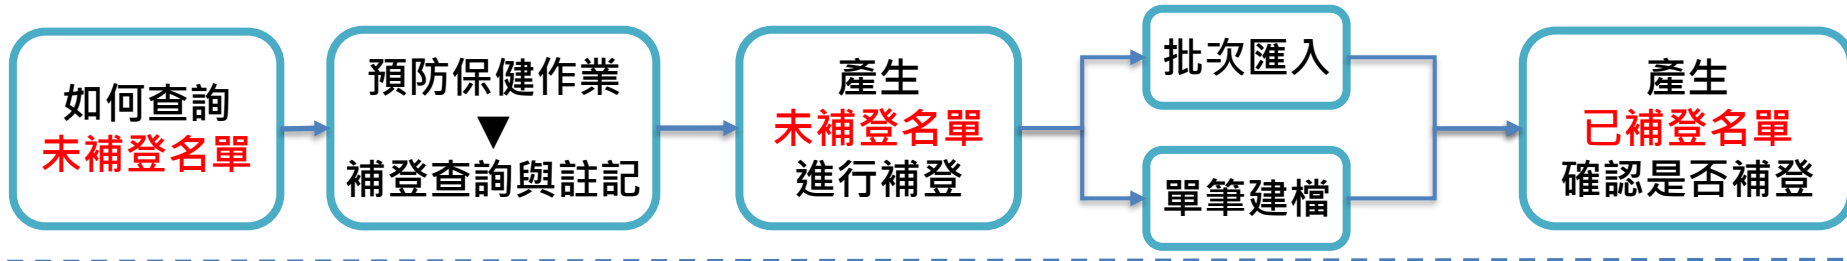 如何查詢
未補登名單
預防保健作業
▼
補登查詢與註記
產生
未補登名單
進行補登
批次匯入
單筆建檔
產生
已補登名單
確認是否補登